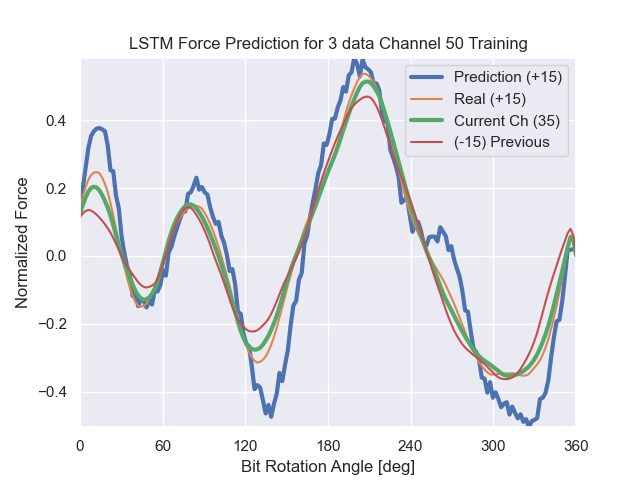 LSTM Force Prediction for 3 data Channel 50 Training
Prediction (+15)
Real (+15)
Current Ch (35)
(-15) Previous
Normalized Force
0.4
0.2
0.0
−0.2
−0.4
0 60 120 180 240 300 360
Bit Rotation Angle [deg]